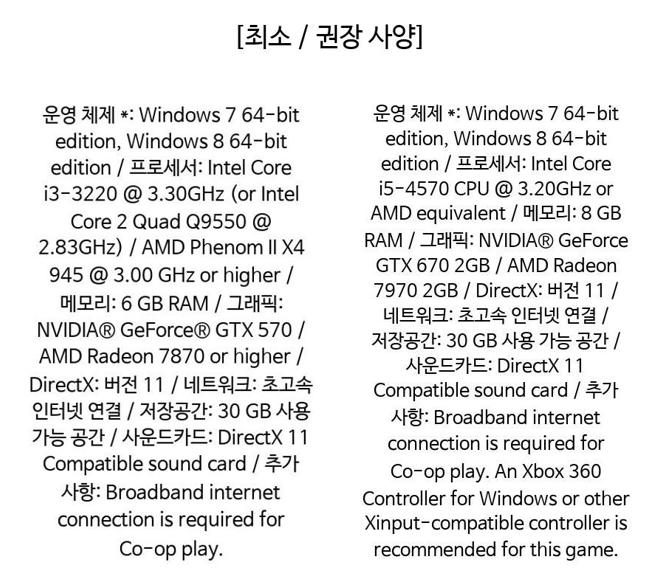 [최소 / 권장 사양]
운영 체제 *: Windows 7 64-bit
edition, Windows 8 64-bit
edition / 프로세서: Intel Core
i3-3220 @ 3.30GHz (or Intel
Core 2 Quad Q9550 @
2.83GHz) / AMD Phenom II X4
945 @ 3.00 GHz or higher /
메모리: 6 GB RAM / 그래픽:
NVIDIA® GeForce® GTX 570 /
AMD Radeon 7870 or higher /
DirectX: 버전 11 / 네트워크: 초고속
인터넷 연결 / 저장공간: 30 GB 사용
가능 공간 / 사운드카드: DirectX 11
Compatible sound card / 추가
사항: Broadband internet
connection is required for
Co-op play.
운영 체제 *: Windows 7 64-bit
edition, Windows 8 64-bit
edition / 프로세서: Intel Core
i5-4570 CPU @ 3.20GHz or
AMD equivalent / 메모리: 8 GB
RAM / 그래픽: NVIDIA® GeForce
GTX 670 2GB / AMD Radeon
7970 2GB / DirectX: 버전 11 /
네트워크: 초고속 인터넷 연결 /
저장공간: 30 GB 사용 가능 공간 /
사운드카드: DirectX 11
Compatible sound card / 추가
사항: Broadband internet
connection is required for
Co-op play. An Xbox 360
Controller for Windows or other
Xinput-compatible controller is
recommended for this game.